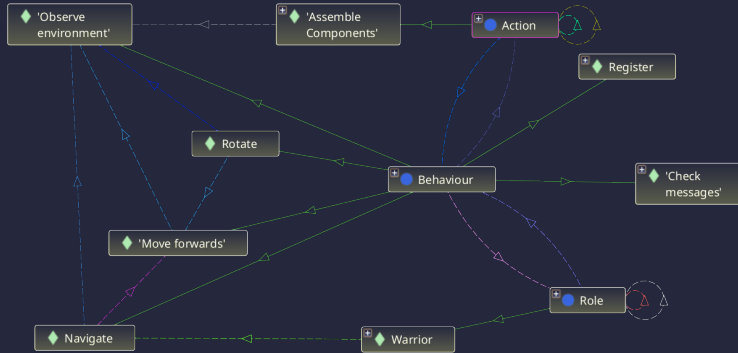 'Observe
environment'
'Assemble
Components'
Action
Register
Rotate
Behaviour
'Check
messages'
'Move forwards'
Role
Navigate
Warrior